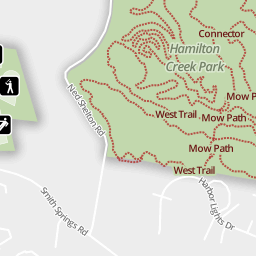 Connector
Hamilton
Creek Park
Mow P
West Trail
Mow Path
Ned Shelton Rd
Mow Path
West Trail
Harbor Lights Dr
Smith Springs Rd